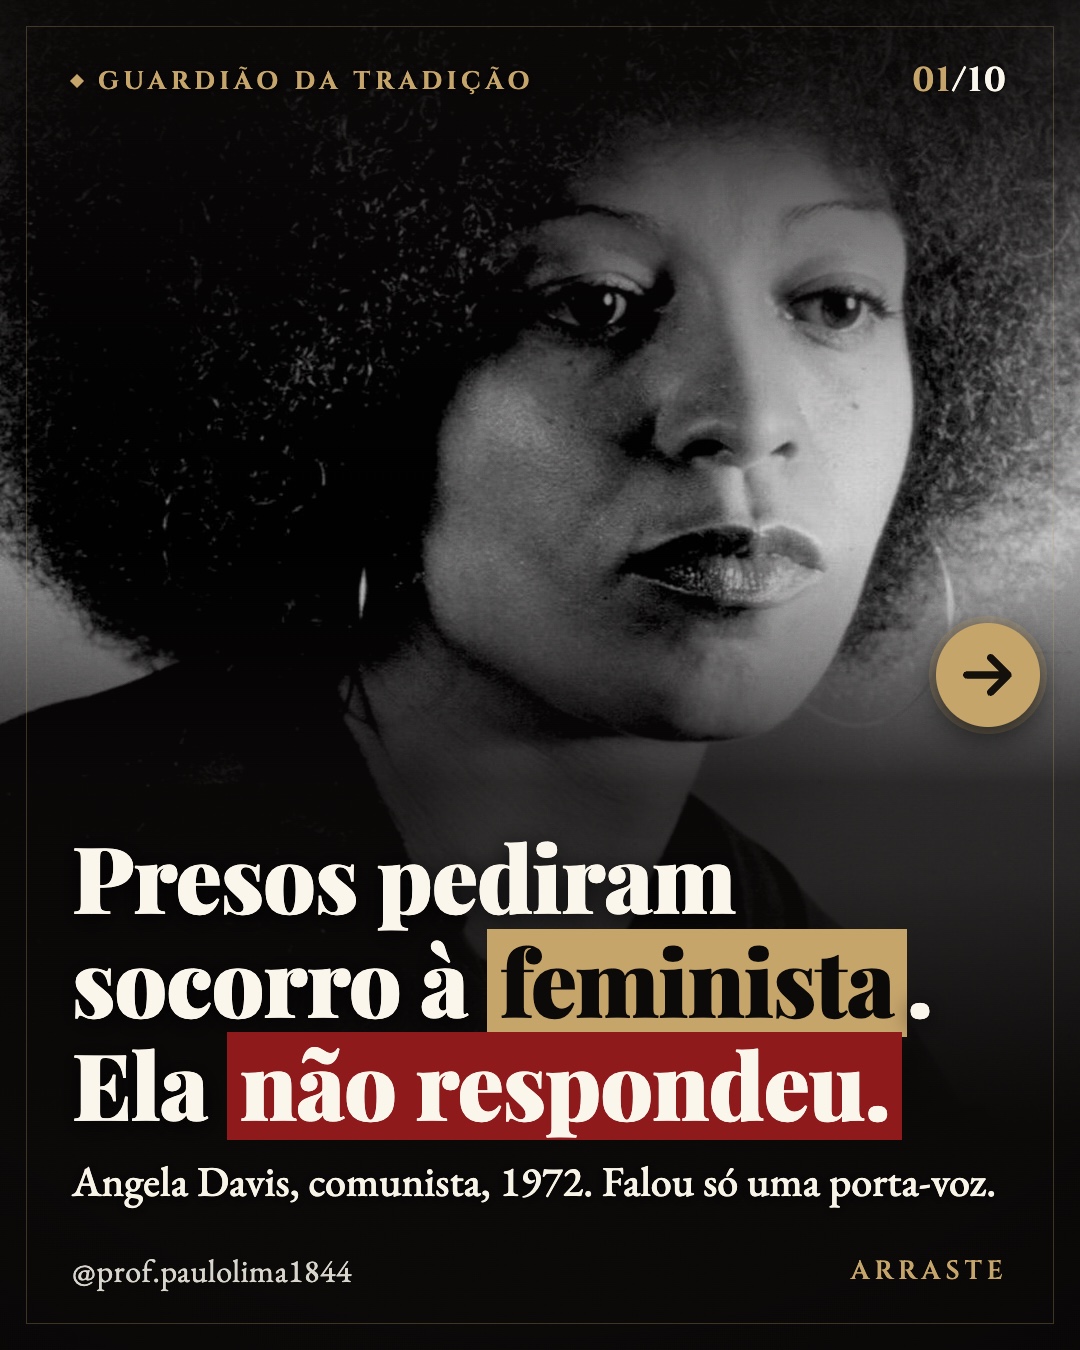 ◆ GUARDIÃO DA TRADIÇÃO
01/10
Presos pediram
socorro à feminista.
Ela não respondeu.
Angela Davis, comunista, 1972. Falou só uma porta-voz.
@prof.paulolima1844
ARRASTE